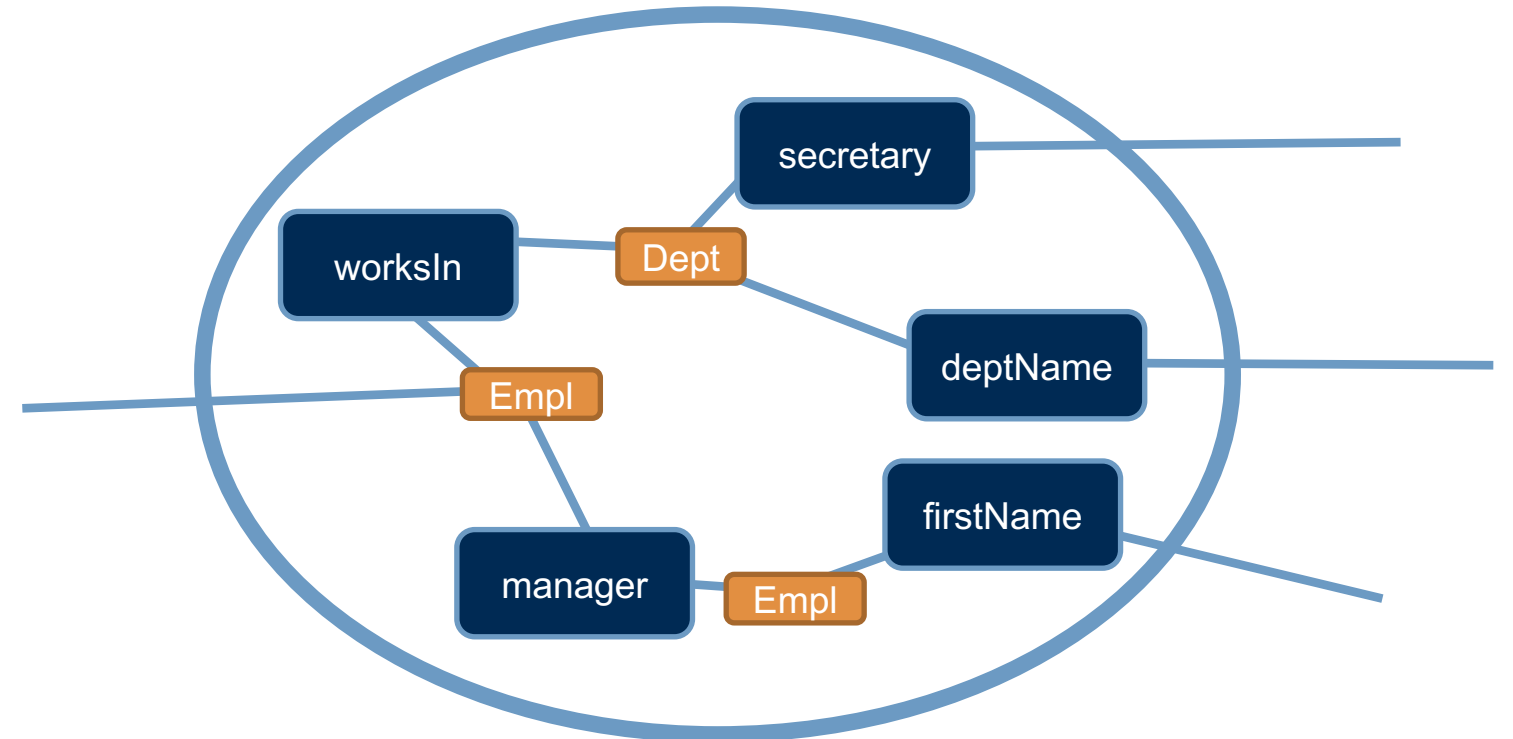 secretary
Dept
worksIn
deptName
Empl
firstName
manager
Empl